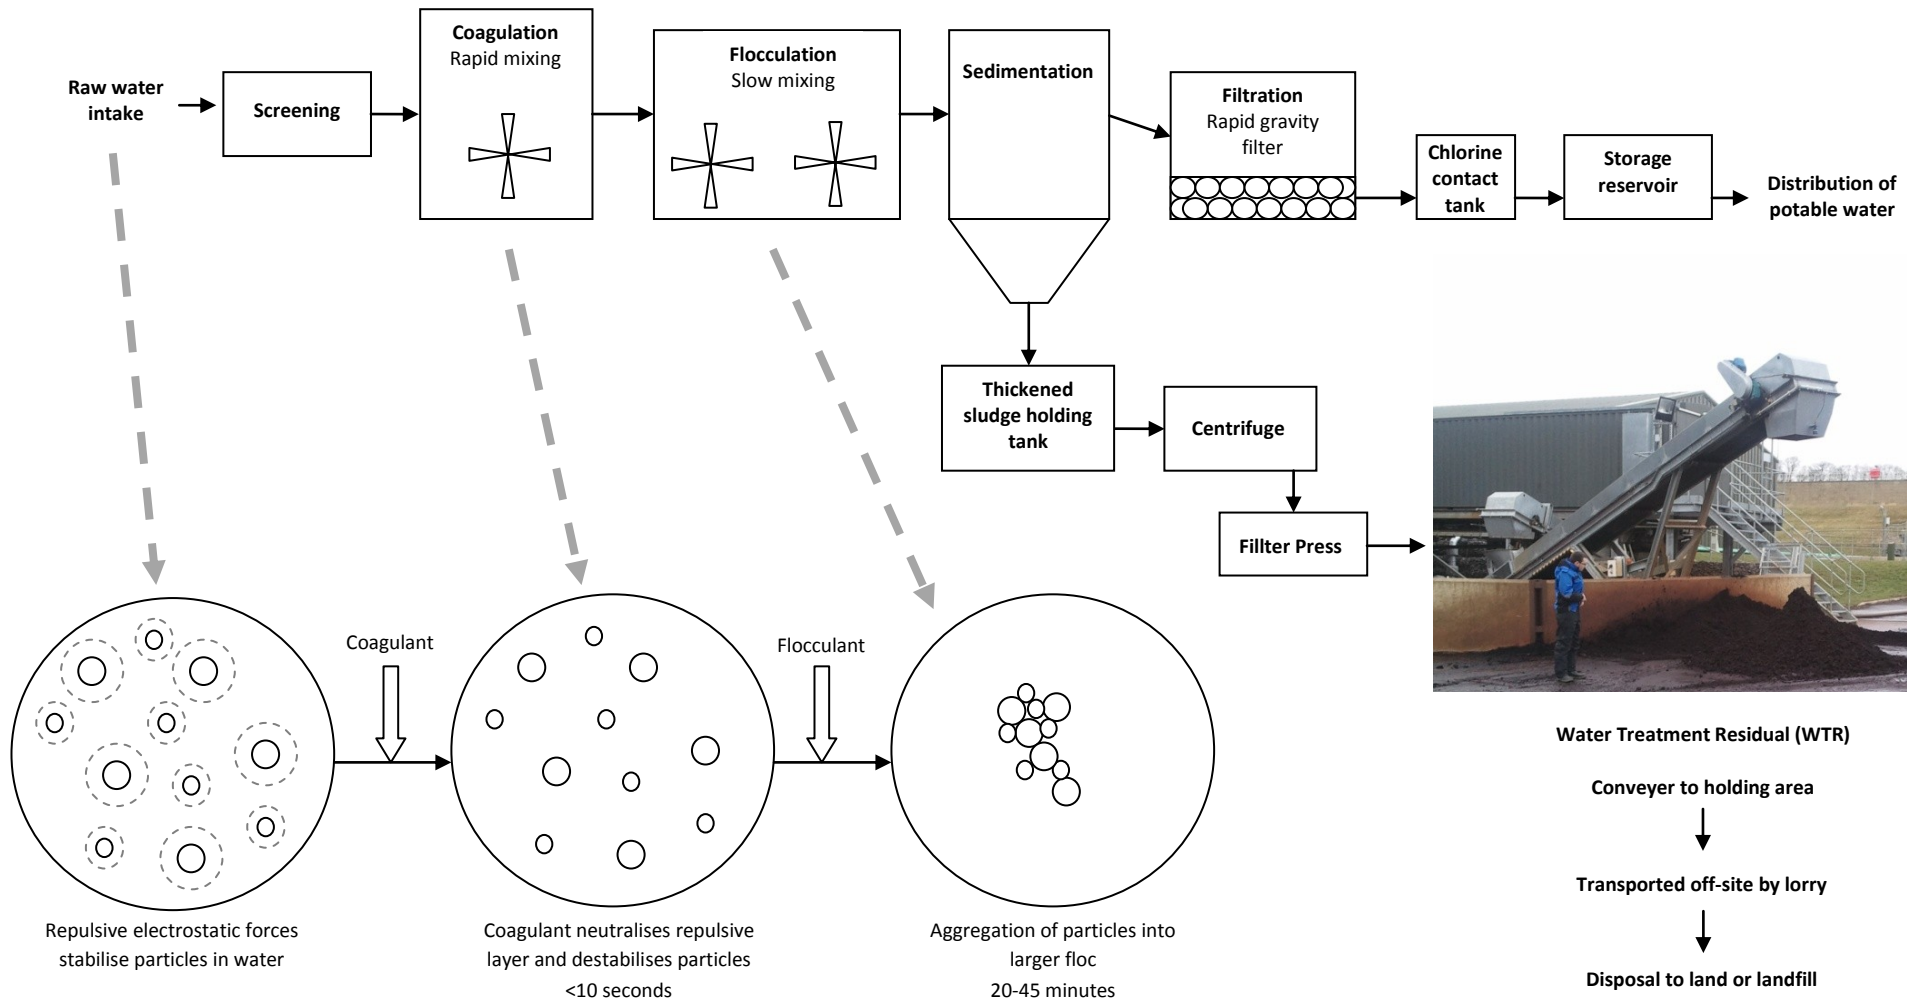 Raw water
intake
Screening
Coagulation
Rapid mixing
Flocculation
Slow mixing
Sedimentation
Filtration
Rapid gravity
filter
Chlorine
contact
tank
Storage
reservoir
Distribution of
potable water
Thickened
sludge holding
tank
Centrifuge
Fillter Press
Coagulant
Flocculant
Repulsive electrostatic forces
stabilise particles in water
Coagulant neutralises repulsive
layer and destabilises particles
<10 seconds
Aggregation of particles into
larger floc
20-45 minutes
Water Treatment Residual (WTR)
Conveyer to holding area
Transported off-site by lorry
Disposal to land or landfill